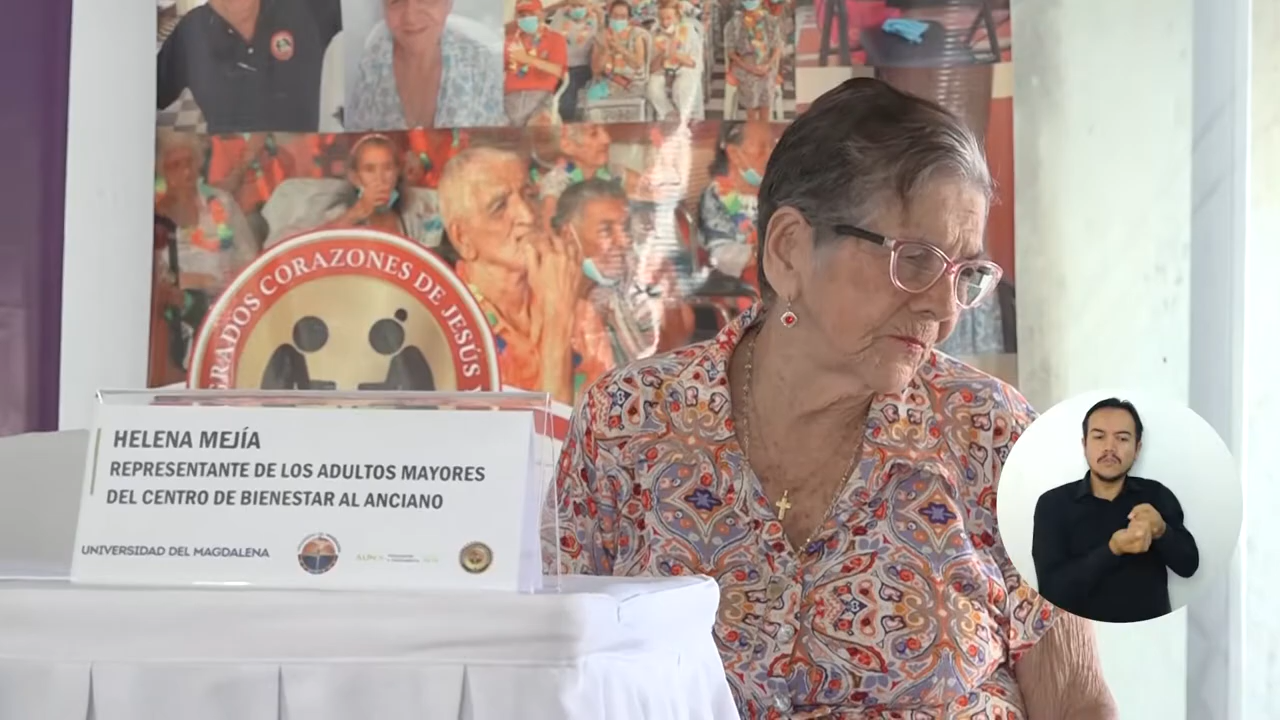 GRADOS CORAZONES DE JESÚS Y
HELENA MEJÍA
REPRESENTANTE DE LOS ADULTOS MAYORES
DEL CENTRO DE BIENESTAR AL ANCIANO
UNIVERSIDAD DEL MAGDALENA